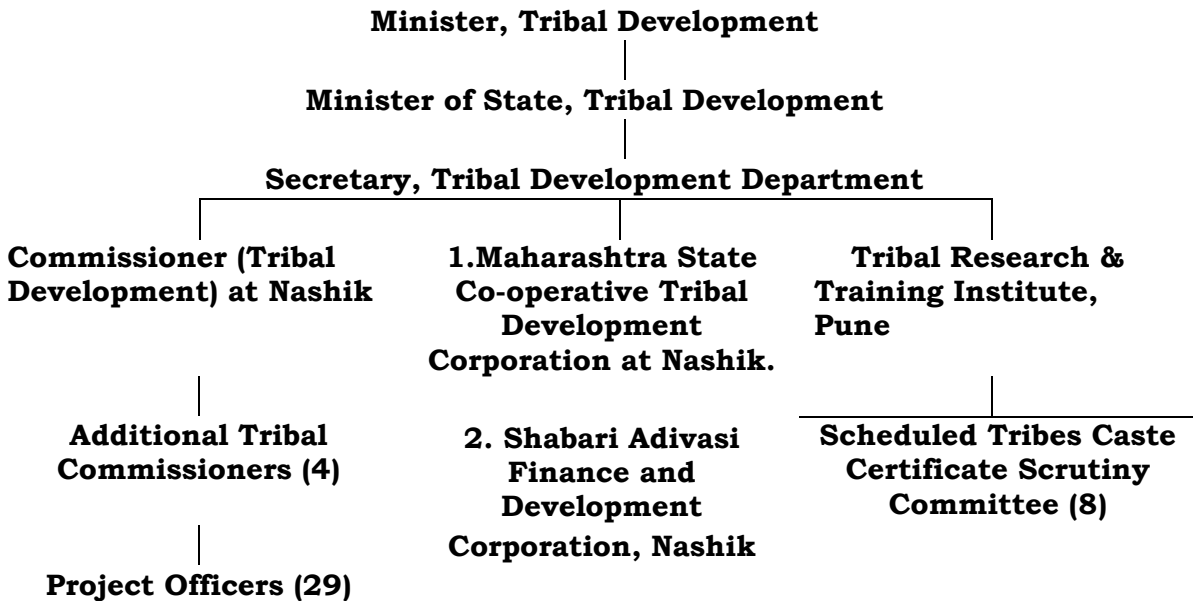 Minister, Tribal Development
Minister of State, Tribal Development
Secretary, Tribal Development Department
Commissioner (Tribal
Development) at Nashik
1.Maharashtra State
Co-operative Tribal
Development
Corporation at Nashik.
Tribal Research &
Training Institute,
Pune
Additional Tribal
Commissioners (4)
2. Shabari Adivasi
Finance and
Development
Corporation, Nashik
Scheduled Tribes Caste
Certificate Scrutiny
Committee (8)
Project Officers (29)